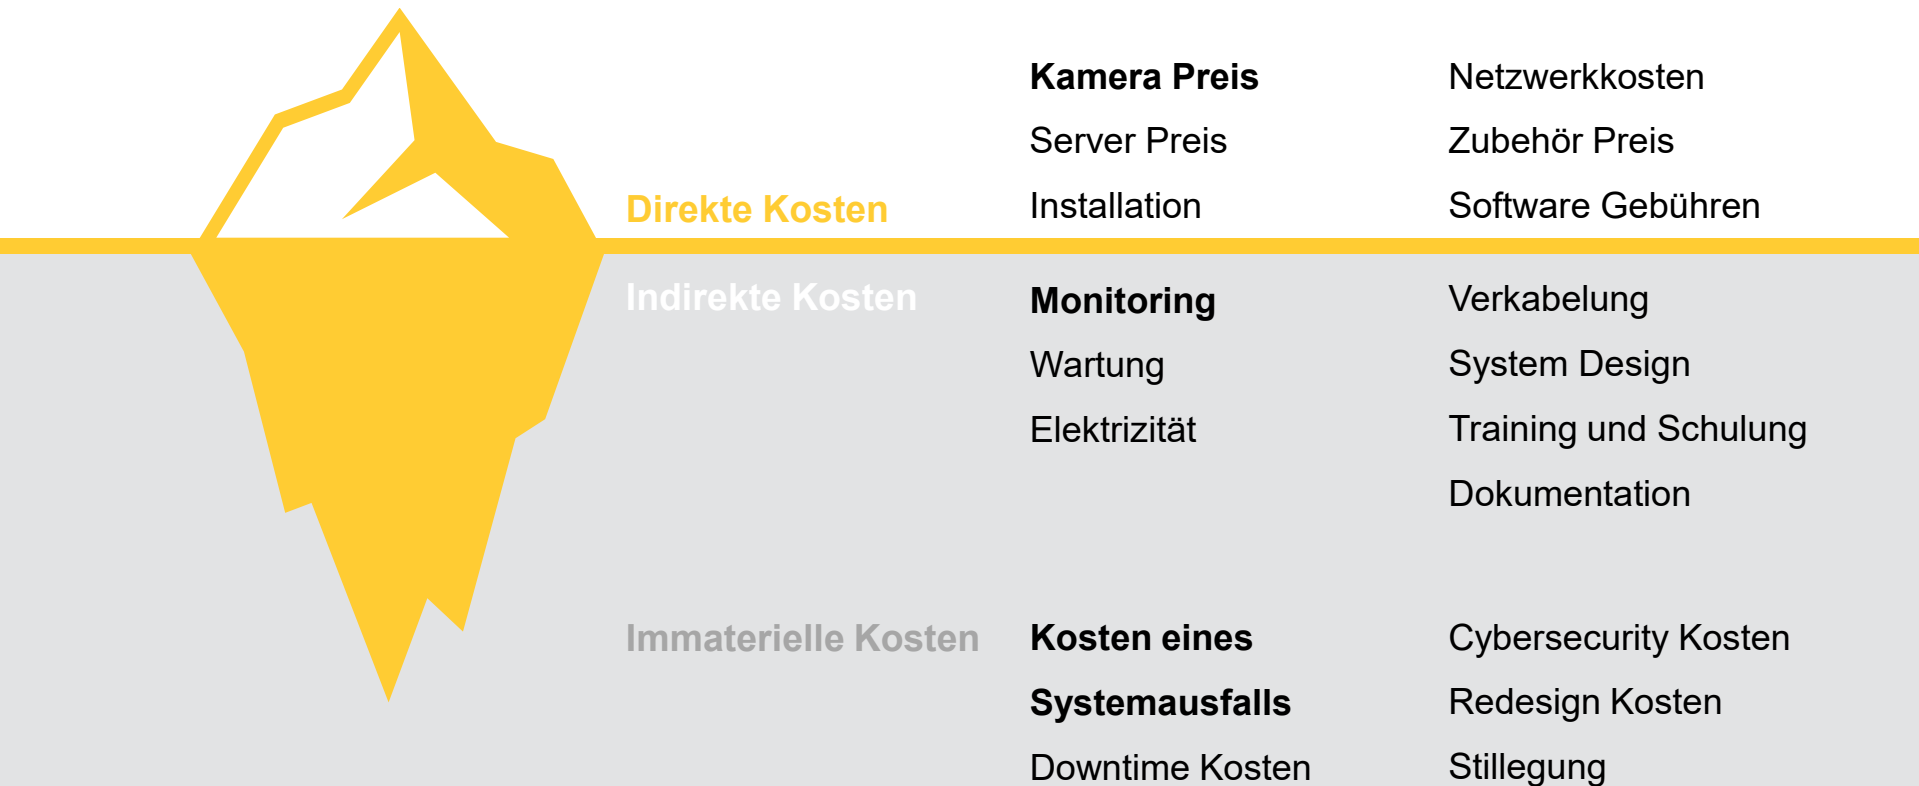 Direkte Kosten
Kamera Preis
Server Preis
Installation
Netzwerkkosten
Zubehör Preis
Software Gebühren
Indirekte Kosten
Monitoring
Wartung
Elektrizität
Verkabelung
System Design
Training und Schulung
Dokumentation
Immaterielle Kosten
Kosten eines
Systemausfalls
Downtime Kosten
Cybersecurity Kosten
Redesign Kosten
Stillegung